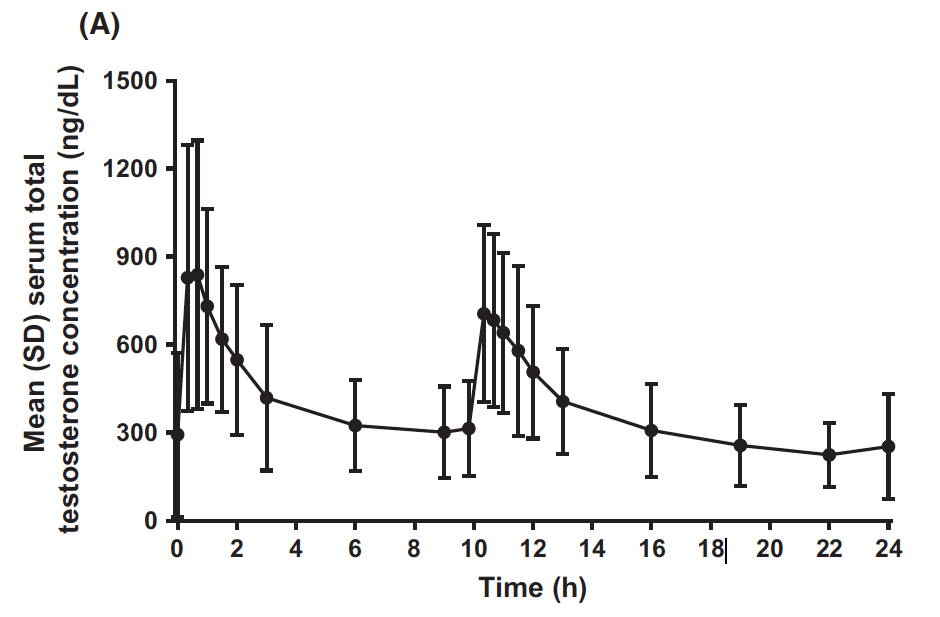 (A)
Mean (SD) serum total
testosterone concentration (ng/dL)
1500
1200
900
600
300
0
0 2 4 6 8 10 12 14 16 18 20 22 24
Time (h)